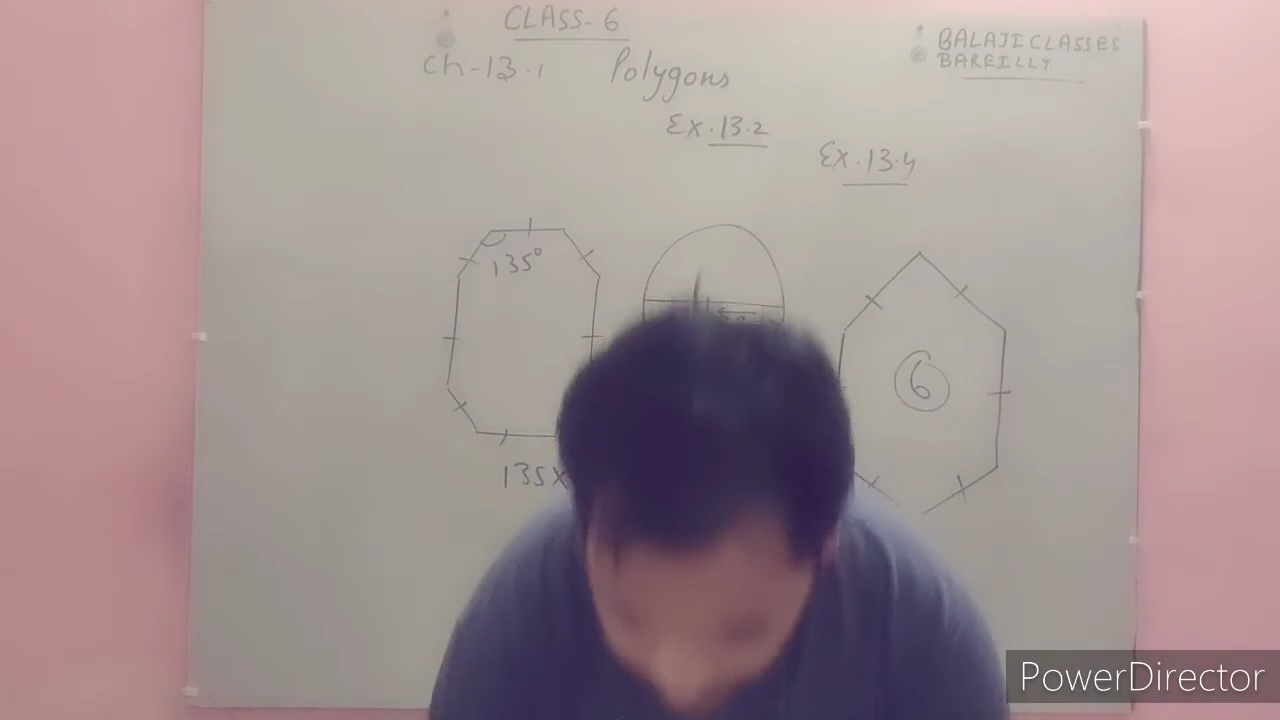 CLASS-6
BALAJI CLASSES
BAREILLY
Ch-13.1 Polygons
Ex.13.2
Ex.13.4
135°
6
135x
PowerDirector